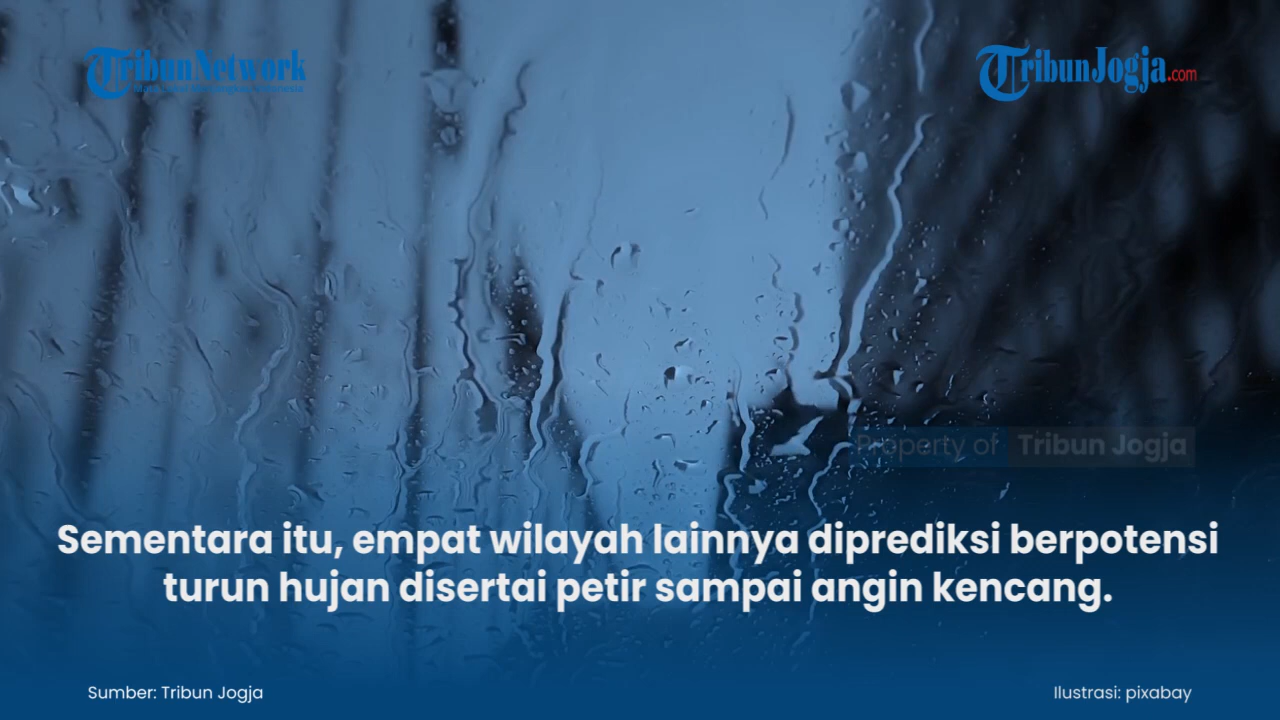 TribunNetwork
TribunJogja.com
Property of Tribun Jogja
Sementara itu, empat wilayah lainnya diprediksi berpotensi
turun hujan disertai petir sampai angin kencang.
Sumber: Tribun Jogja
Ilustrasi: pixabay